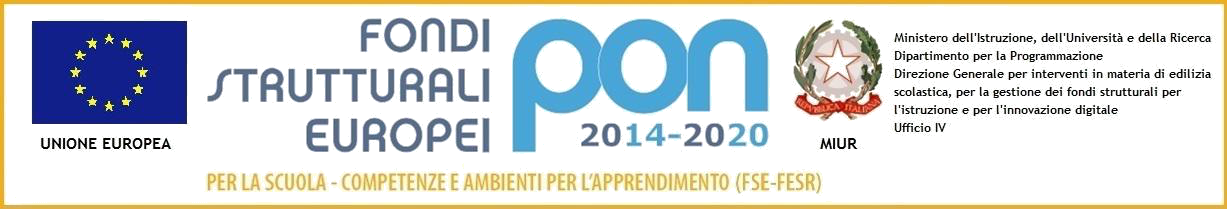 UNIONE EUROPEA
FONDI
STRUTTURALI
EUROPEI
pon
2014-2020
PER LA SCUOLA - COMPETENZE E AMBIENTI PER L'APPRENDIMENTO (FSE-FESR)
REPVBBLICA ITALIANA
MIUR
Ministero dell'Istruzione, dell'Università e della Ricerca
Dipartimento per la Programmazione
Direzione Generale per interventi in materia di edilizia
scolastica, per la gestione dei fondi strutturali per
l'istruzione e per l'innovazione digitale
Ufficio IV